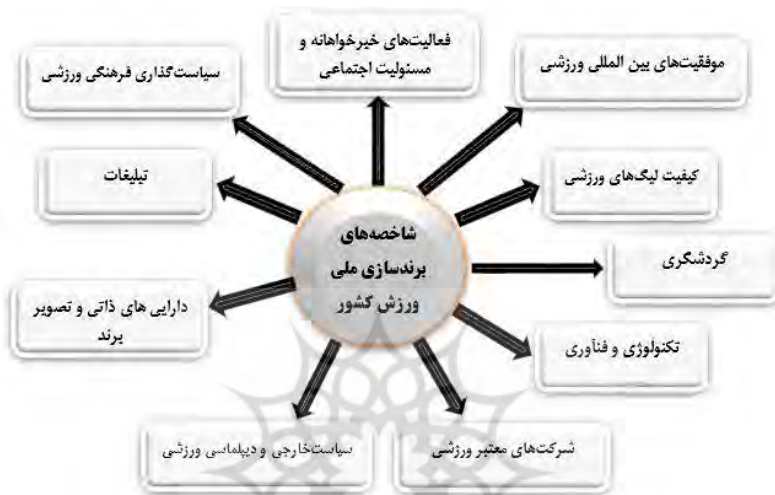 فعالیت‌های خیرخواهانه و
مسئولیت اجتماعی
موفقیت‌های بین المللی ورزشی
سیاست‌گذاری فرهنگی ورزشی
کیفیت لیگ‌های ورزشی
تبلیغات
شاخصه‌های
برندسازی ملی
ورزش کشور
گردشگری
دارایی های ذاتی و تصویر
برند
تکنولوژی و فنآوری
شرکت‌های معتبر ورزشی
سیاست‌خارجی و دیپلماسی ورزشی